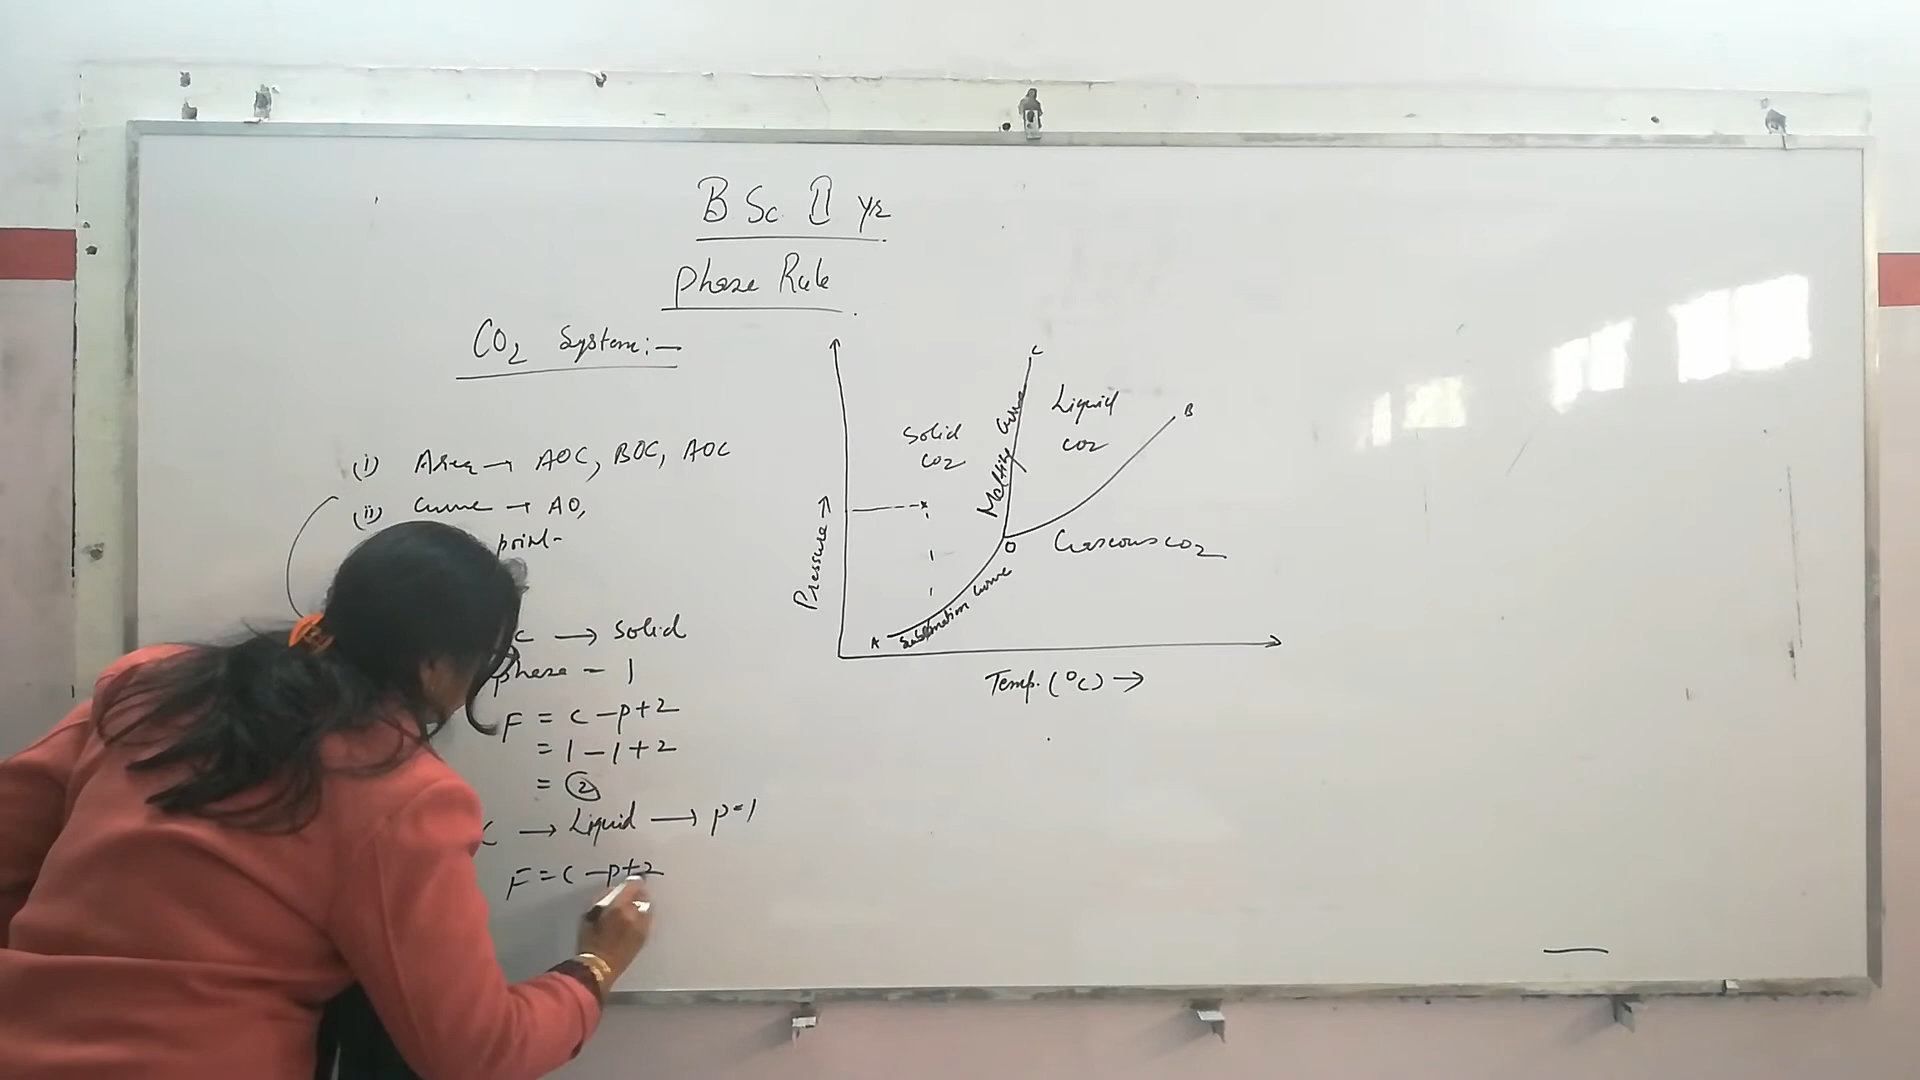 B Sc II yr
Phase Rule
CO2 System:-
(i) Area → AOC, BOC, AOC
(ii) Curve → AO,
point-
C → Solid
phase - 1
F = C - P + 2
= 1 - 1 + 2
= 2
C → Liquid → P = 1
F = C - P + 2
C
Liquid
CO2
B
Solid
CO2
Melting Curve
O
Gaseous CO2
Pressure →
A
Sublimation Curve
Temp. (°C) →